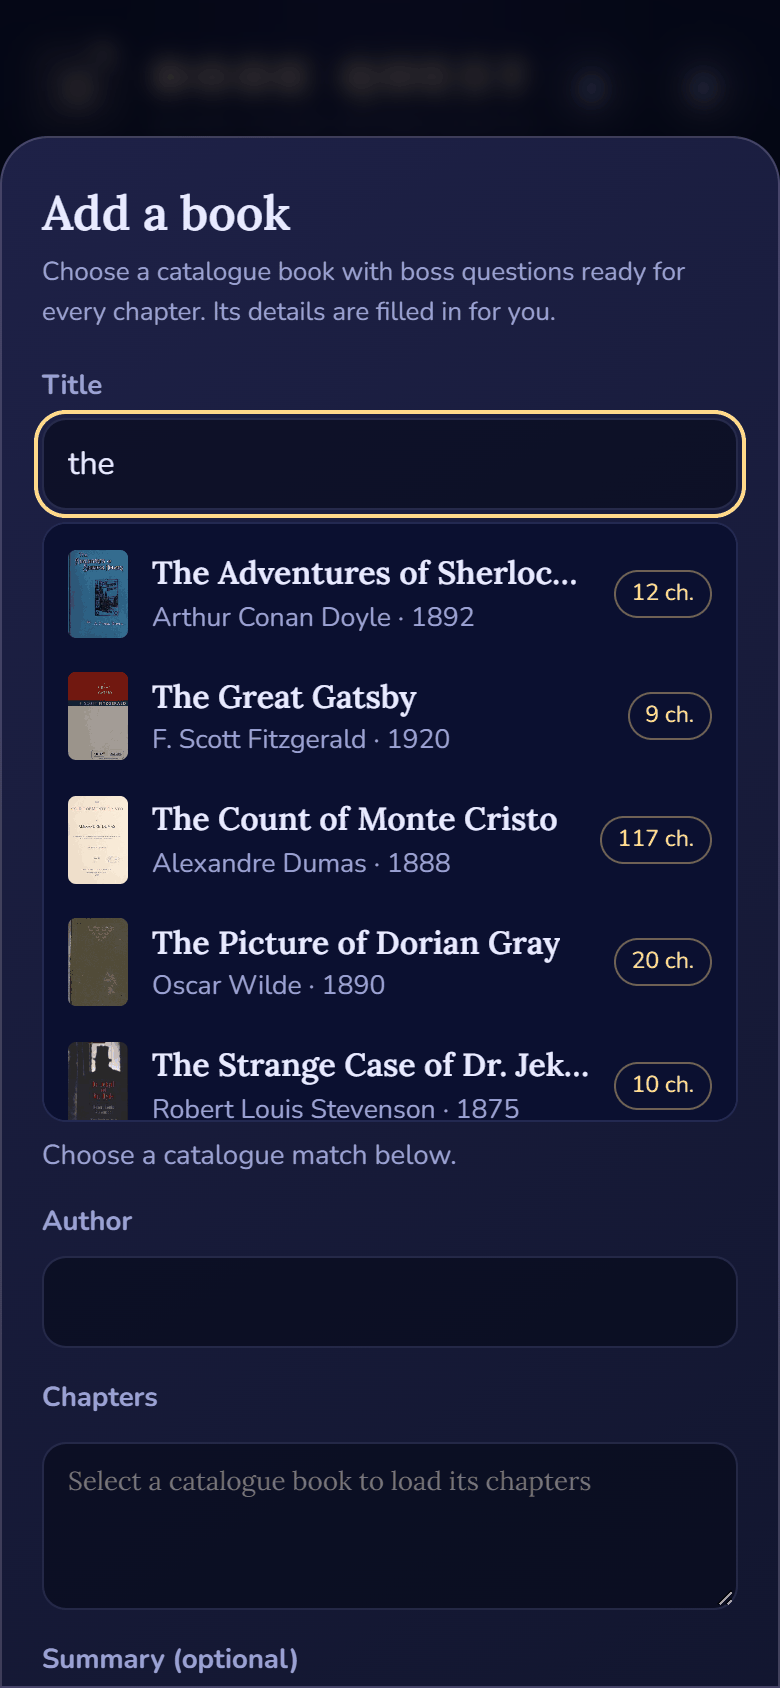 Add a book
Choose a catalogue book with boss questions ready for
every chapter. Its details are filled in for you.
Title
the
The Adventures of Sherloc...
Arthur Conan Doyle · 1892
12 ch.
The Great Gatsby
F. Scott Fitzgerald · 1920
9 ch.
The Count of Monte Cristo
Alexandre Dumas · 1888
117 ch.
The Picture of Dorian Gray
Oscar Wilde · 1890
20 ch.
The Strange Case of Dr. Jek...
Robert Louis Stevenson · 1875
10 ch.
Choose a catalogue match below.
Author
Chapters
Select a catalogue book to load its chapters
Summary (optional)